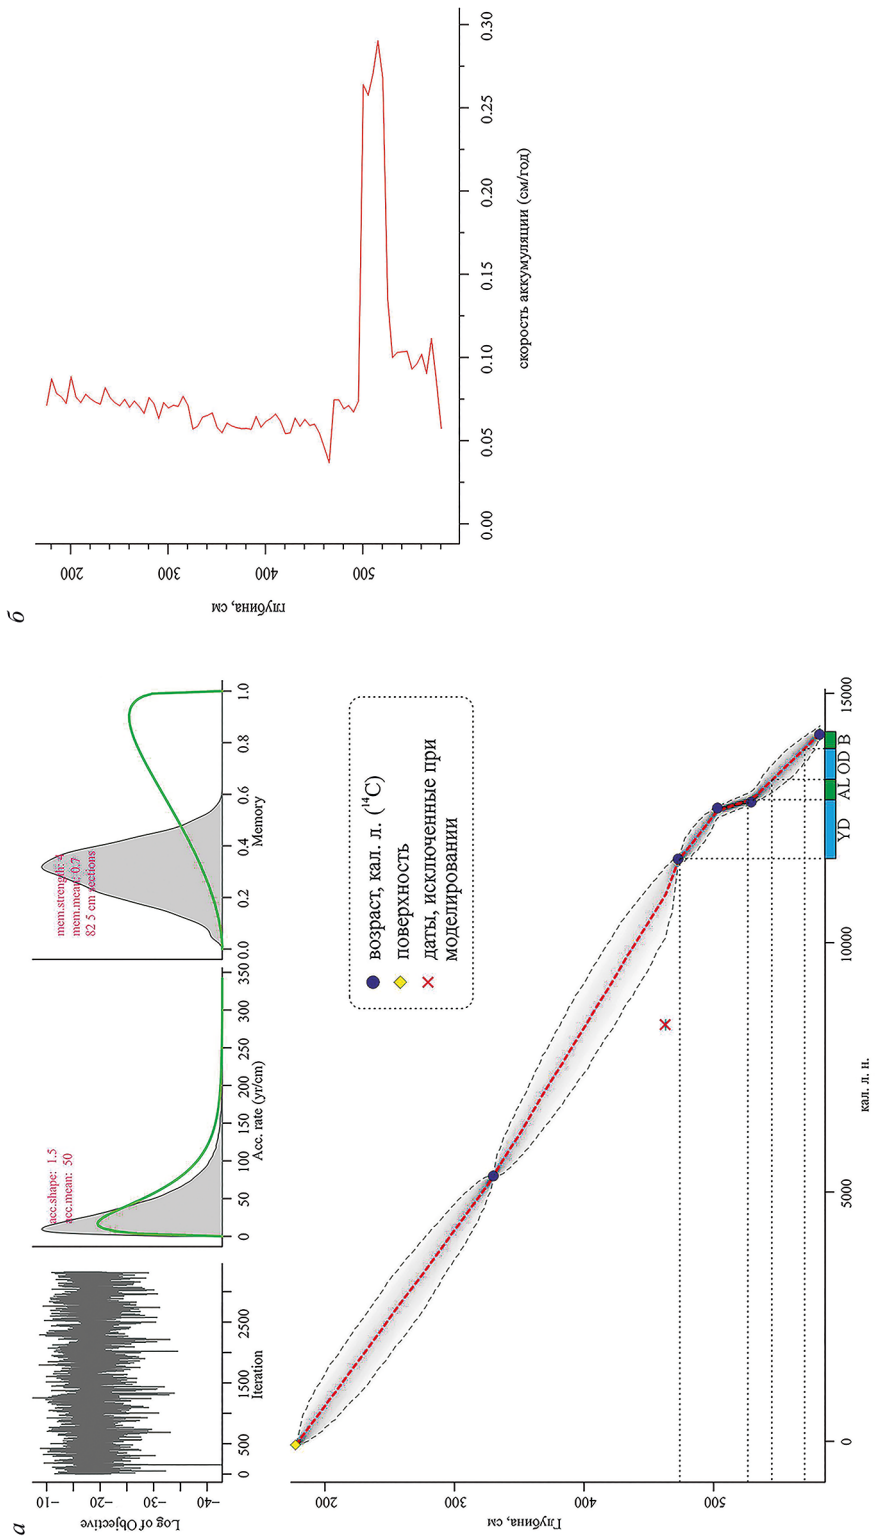 а
Log of Objective
−10
−20
−30
−40
0
500
1500
2500
Iteration
acc.shape: 1.5
acc.mean: 50
0
50
100
150
200
250
300
350
Acc. rate (yr/cm)
mem.strength: 4
mem.mean: 0.7
82 5 cm sections
0.0
0.2
0.4
0.6
0.8
1.0
Memory
возраст, кал. л. (¹⁴C)
поверхность
даты, исключенные при
моделировании
Глубина, см
200
300
400
500
YD
AL
OD
B
0
5000
10000
15000
кал. л. н.
б
глубина, см
200
300
400
500
0.00
0.05
0.10
0.15
0.20
0.25
0.30
скорость аккумуляции (см/год)